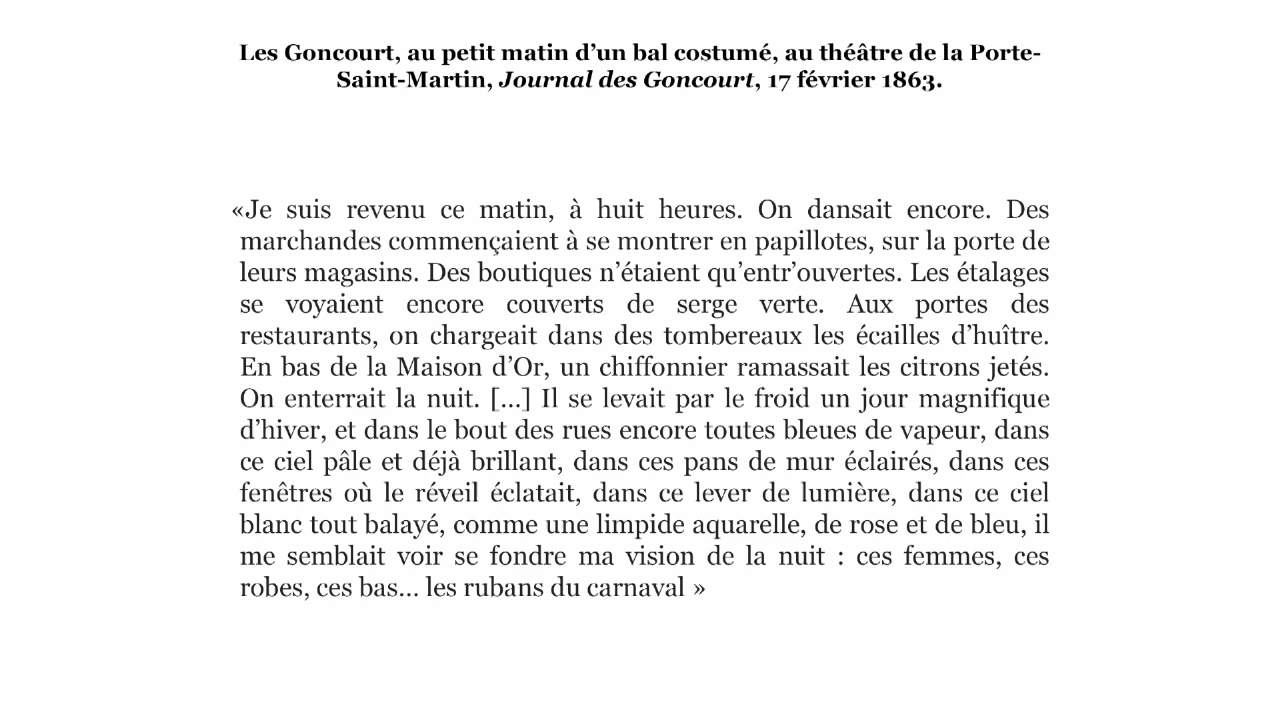 Les Goncourt, au petit matin d’un bal costumé, au théâtre de la Porte-
Saint-Martin, Journal des Goncourt, 17 février 1863.
«Je suis revenu ce matin, à huit heures. On dansait encore. Des
marchandes commençaient à se montrer en papillotes, sur la porte de
leurs magasins. Des boutiques n’étaient qu’entr’ouvertes. Les étalages
se voyaient encore couverts de serge verte. Aux portes des
restaurants, on chargeait dans des tombereaux les écailles d’huître.
En bas de la Maison d’Or, un chiffonnier ramassait les citrons jetés.
On enterrait la nuit. […] Il se levait par le froid un jour magnifique
d’hiver, et dans le bout des rues encore toutes bleues de vapeur, dans
ce ciel pâle et déjà brillant, dans ces pans de mur éclairés, dans ces
fenêtres où le réveil éclatait, dans ce lever de lumière, dans ce ciel
blanc tout balayé, comme une limpide aquarelle, de rose et de bleu, il
me semblait voir se fondre ma vision de la nuit : ces femmes, ces
robes, ces bas… les rubans du carnaval »